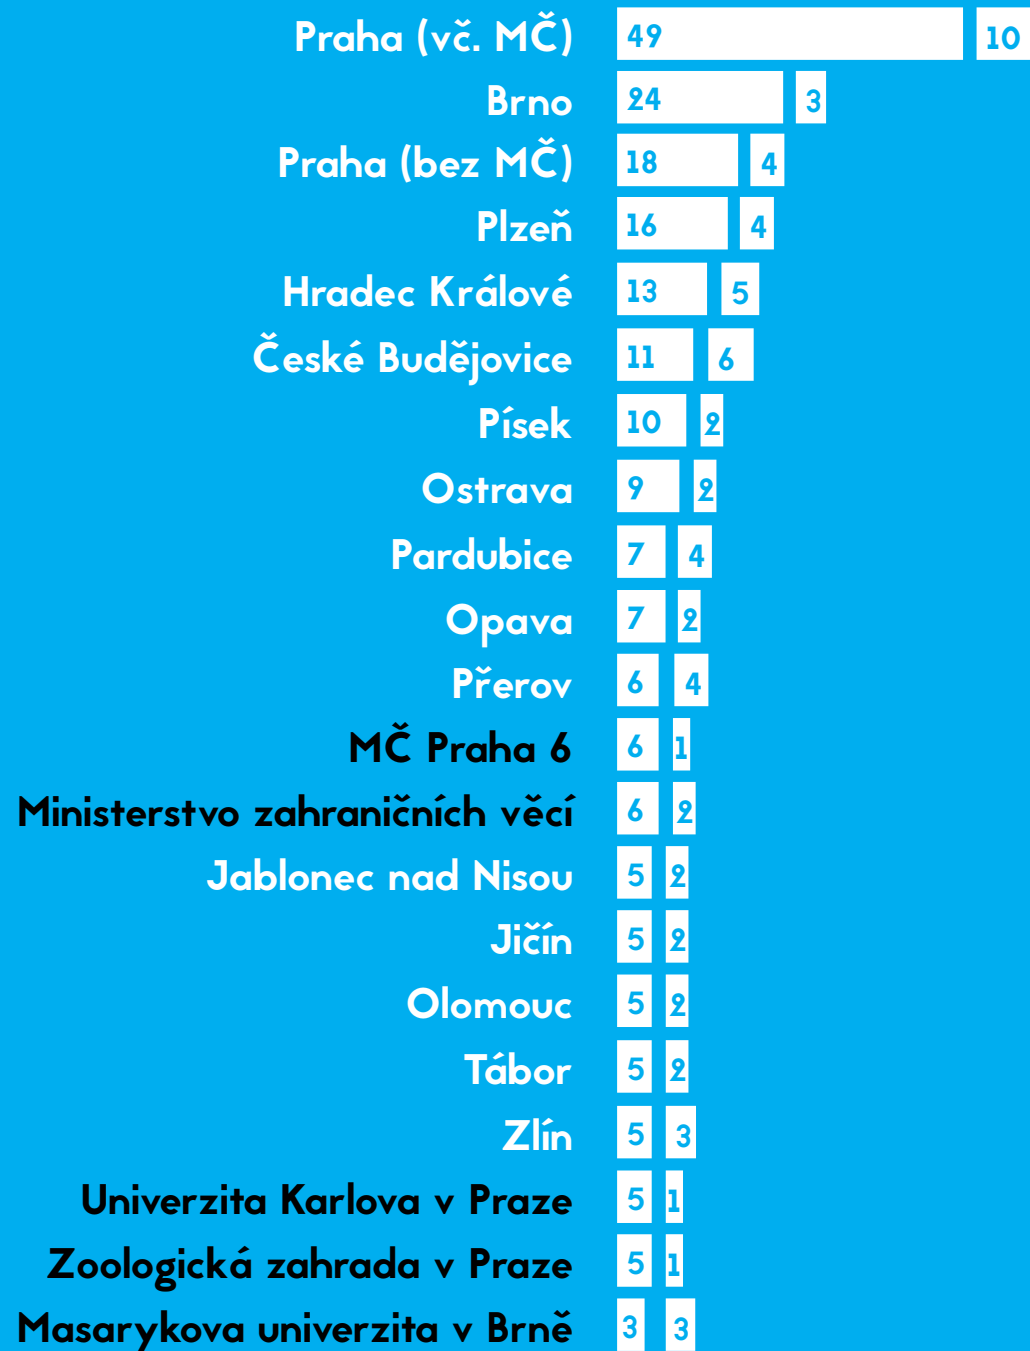 Praha (vč. MČ) 49 10
Brno 24 3
Praha (bez MČ) 18 4
Plzeň 16 4
Hradec Králové 13 5
České Budějovice 11 6
Písek 10 2
Ostrava 9 2
Pardubice 7 4
Opava 7 2
Přerov 6 4
MČ Praha 6 6 1
Ministerstvo zahraničních věcí 6 2
Jablonec nad Nisou 5 2
Jičín 5 2
Olomouc 5 2
Tábor 5 2
Zlín 5 3
Univerzita Karlova v Praze 5 1
Zoologická zahrada v Praze 5 1
Masarykova univerzita v Brně 3 3